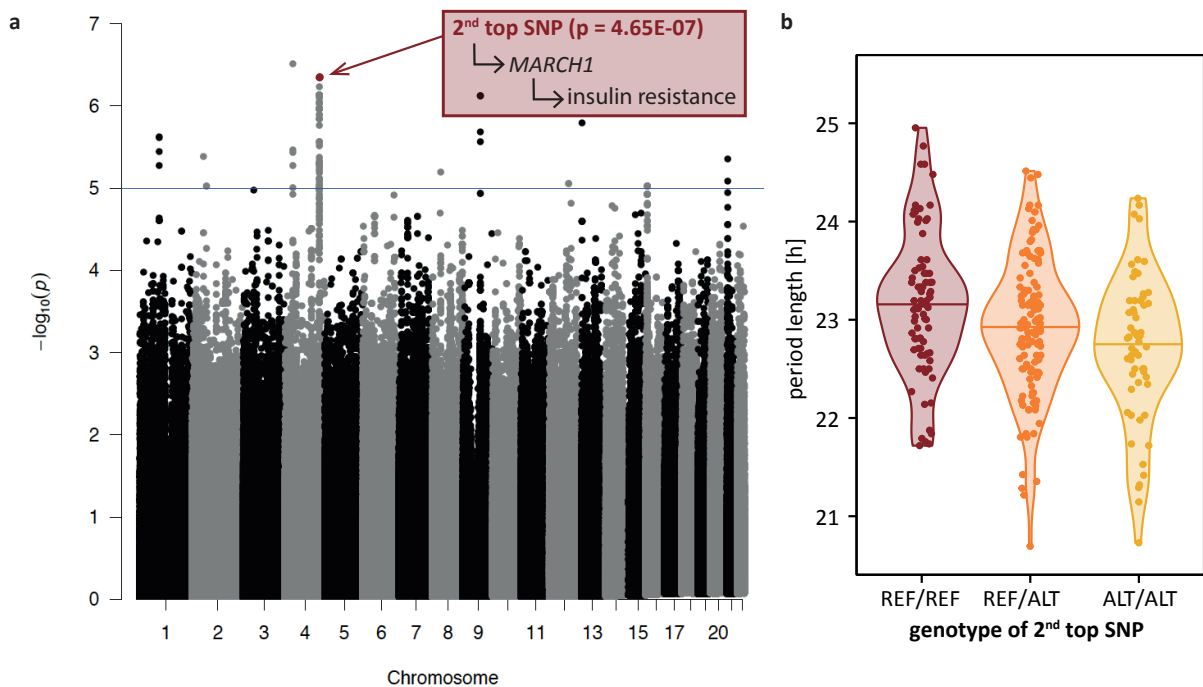 a
7
6
5
4
3
2
1
0
−log10(p)
2nd top SNP (p = 4.65E-07)
MARCH1
insulin resistance
1 2 3 4 5 6 7 8 9 11 13 15 17 20
Chromosome
b
25
24
23
22
21
period length [h]
REF/REF REF/ALT ALT/ALT
genotype of 2nd top SNP